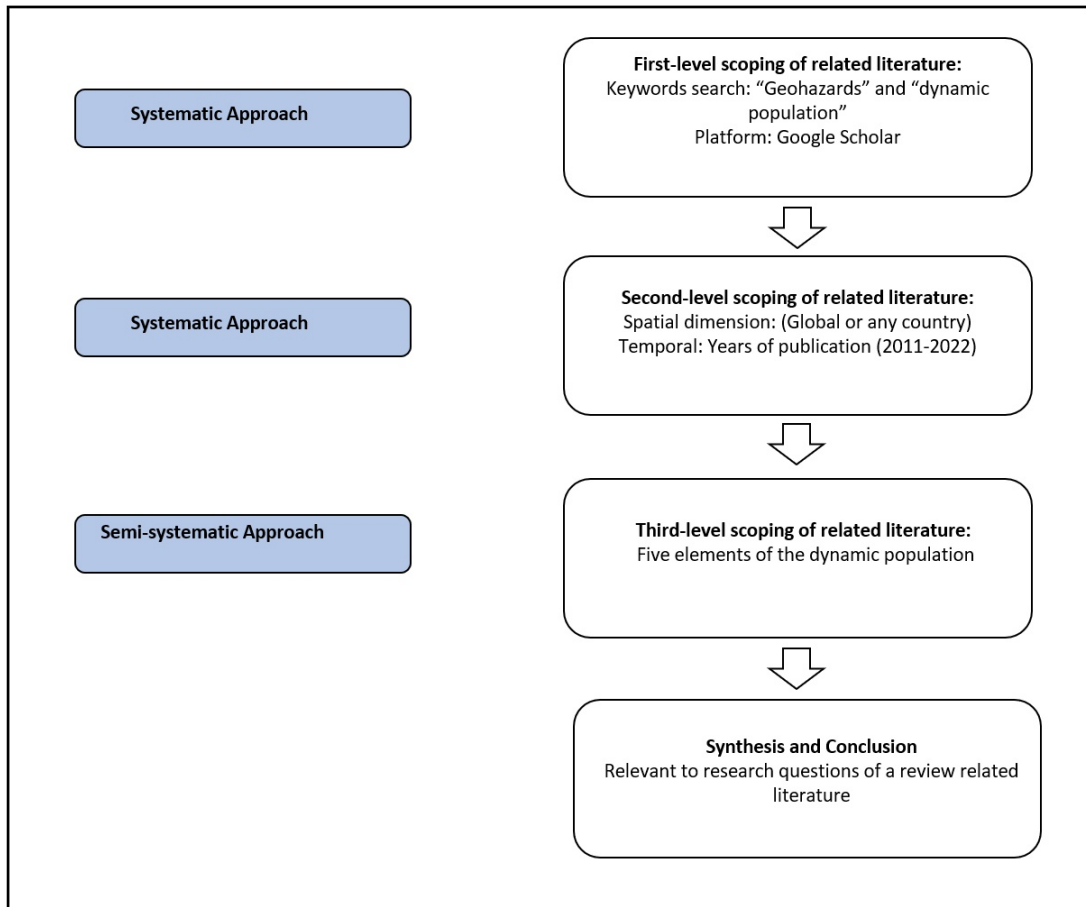 Systematic Approach
First-level scoping of related literature:
Keywords search: “Geohazards” and “dynamic
population”
Platform: Google Scholar
Systematic Approach
Second-level scoping of related literature:
Spatial dimension: (Global or any country)
Temporal: Years of publication (2011-2022)
Semi-systematic Approach
Third-level scoping of related literature:
Five elements of the dynamic population
Synthesis and Conclusion
Relevant to research questions of a review related
literature